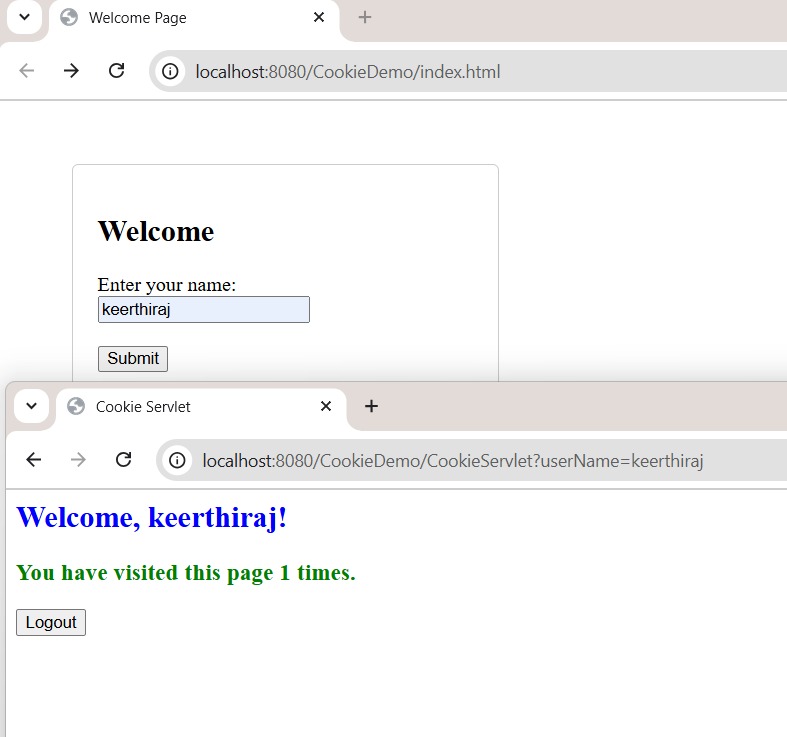 Welcome Page
localhost:8080/CookieDemo/index.html
Welcome
Enter your name:
keerthiraj
Submit
Cookie Servlet
localhost:8080/CookieDemo/CookieServlet?userName=keerthiraj
Welcome, keerthiraj!
You have visited this page 1 times.
Logout